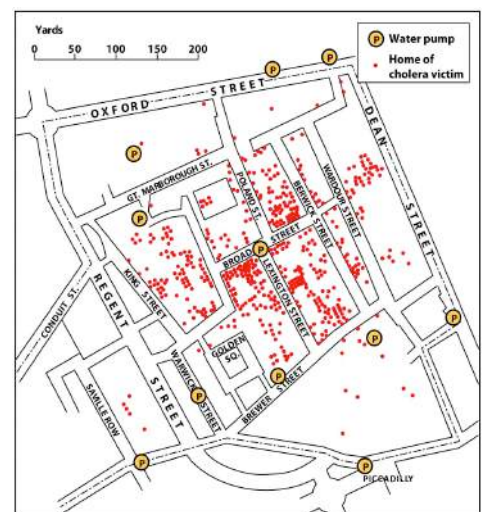 Yards
0 50 100 150 200
P Water pump
Home of
cholera victim
P
P
OXFORD STREET
P
DEAN STREET
GT. MARBOROUGH ST.
POLAND ST.
BERWICK STREET
WARDOUR STREET
P
BROAD STREET
P
KING STREET
LEXINGTON STREET
CONDUIT ST.
REGENT STREET
P
GOLDEN
SQ.
P
WARWICK STREET
P
BREWER STREET
SAVILLE ROW
P
P
P
PICCADILLY